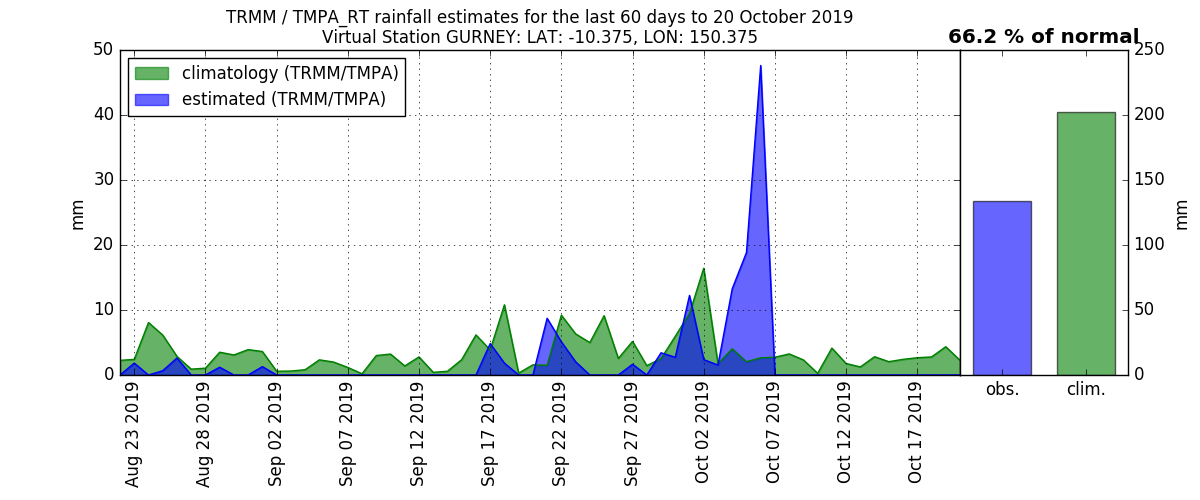 TRMM / TMPA_RT rainfall estimates for the last 60 days to 20 October 2019
Virtual Station GURNEY: LAT: -10.375, LON: 150.375
66.2 % of normal
climatology (TRMM/TMPA)
estimated (TRMM/TMPA)
50
40
30
20
10
0
mm
250
200
150
100
50
0
mm
obs.
clim.
Aug 23 2019
Aug 28 2019
Sep 02 2019
Sep 07 2019
Sep 12 2019
Sep 17 2019
Sep 22 2019
Sep 27 2019
Oct 02 2019
Oct 07 2019
Oct 12 2019
Oct 17 2019